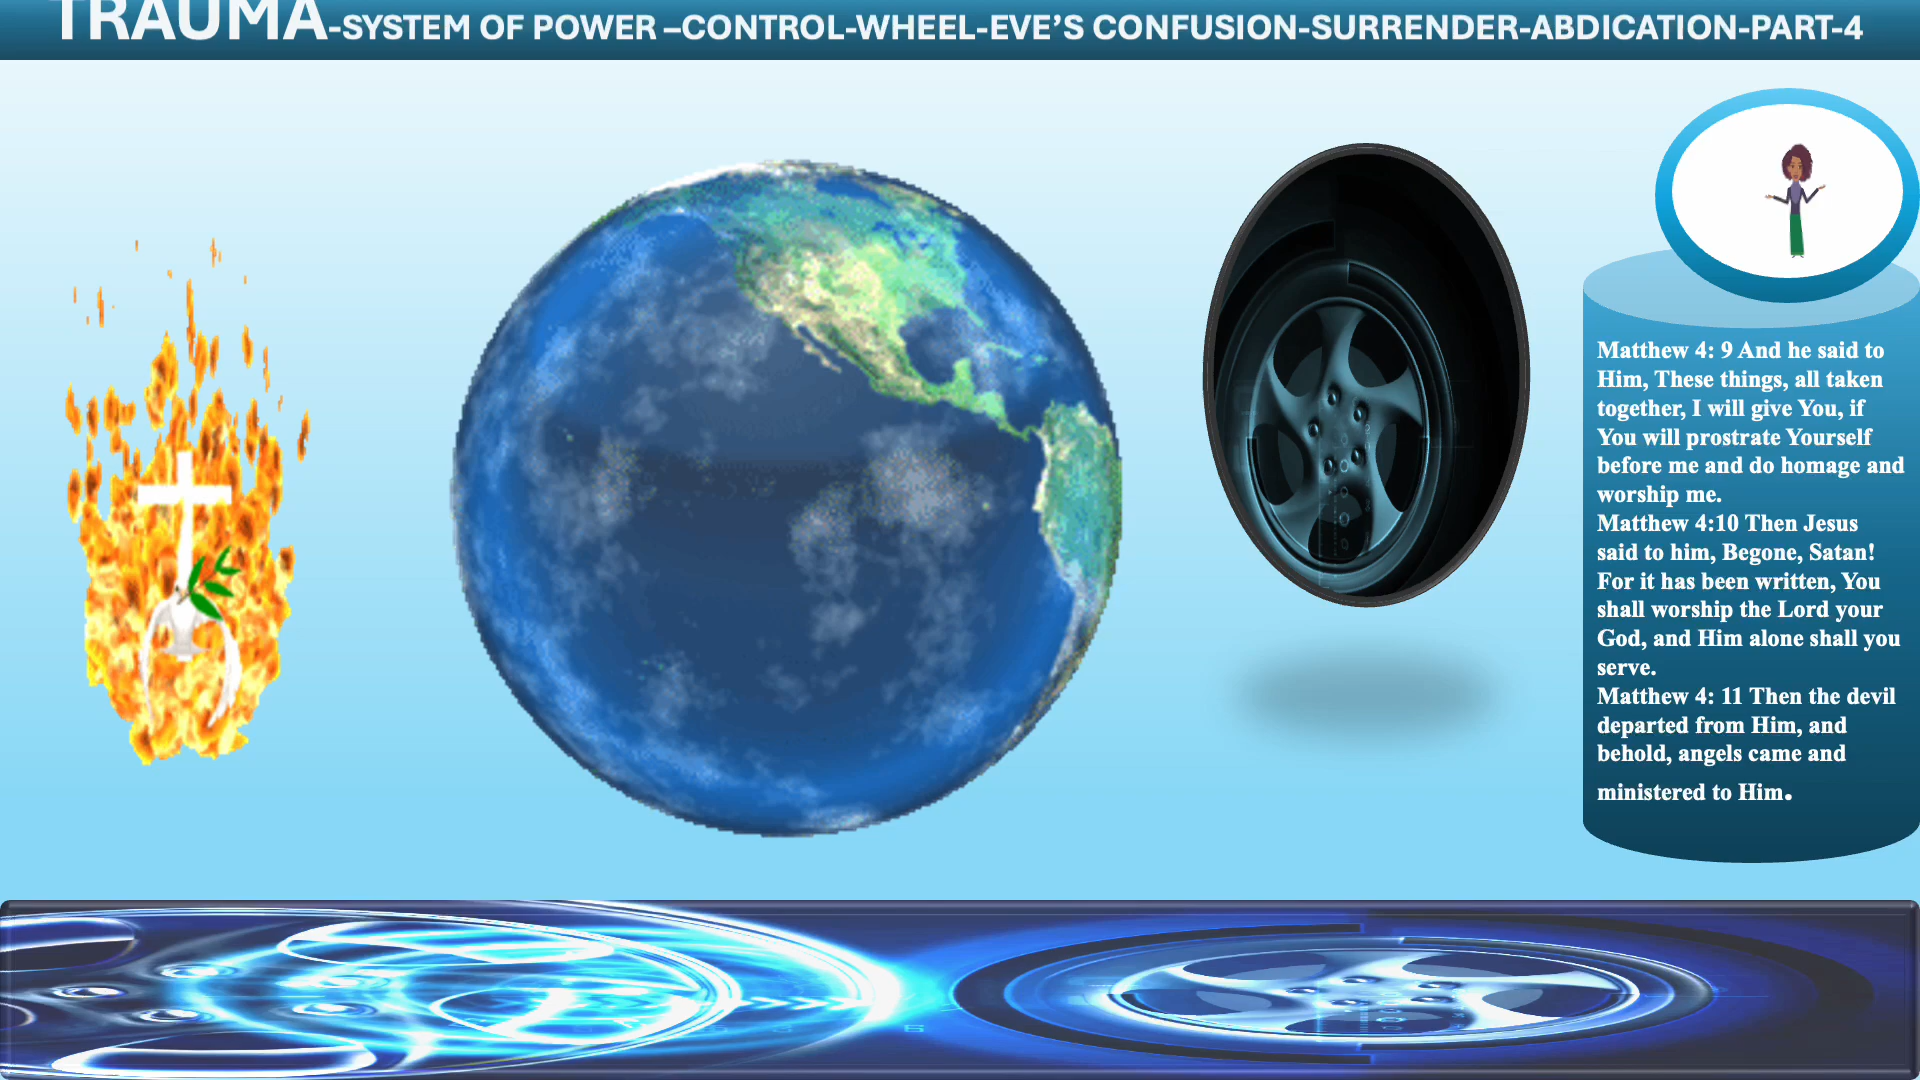 TRAUMA-SYSTEM OF POWER –CONTROL-WHEEL-EVE’S CONFUSION-SURRENDER-ABDICATION-PART-4
Matthew 4: 9 And he said to
Him, These things, all taken
together, I will give You, if
You will prostrate Yourself
before me and do homage and
worship me.
Matthew 4:10 Then Jesus
said to him, Begone, Satan!
For it has been written, You
shall worship the Lord your
God, and Him alone shall you
serve.
Matthew 4: 11 Then the devil
departed from Him, and
behold, angels came and
ministered to Him.